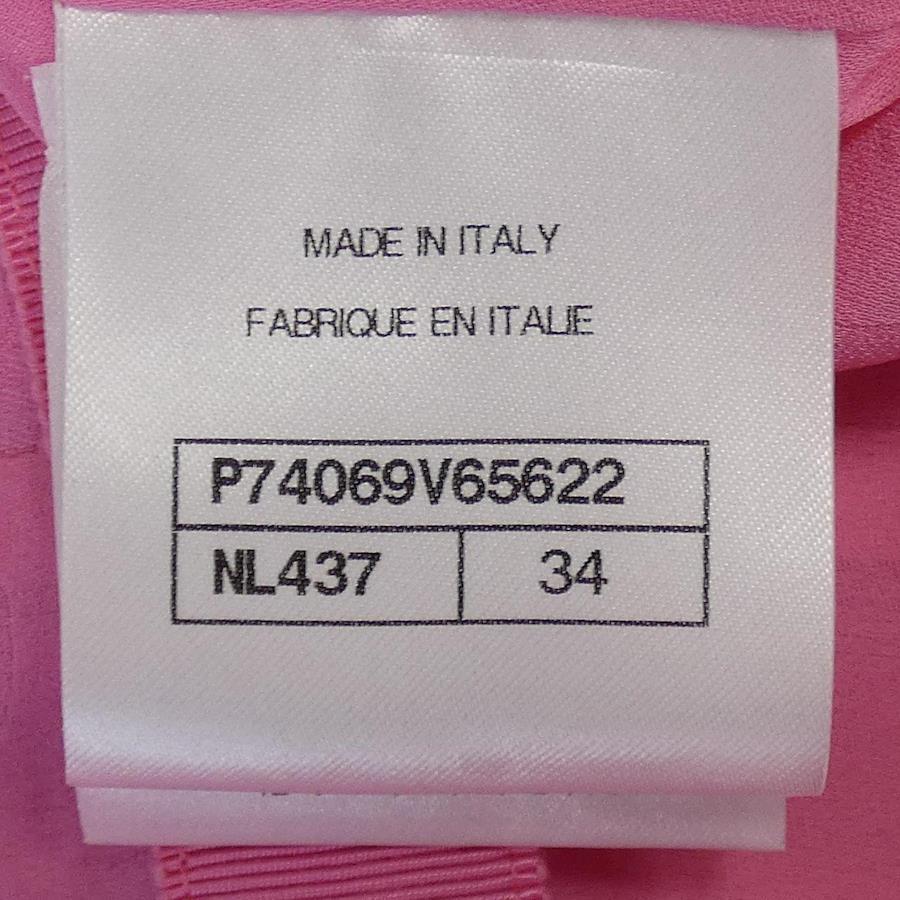 MADE IN ITALY
FABRIQUE EN ITALIE
P74069V65622
NL437 34